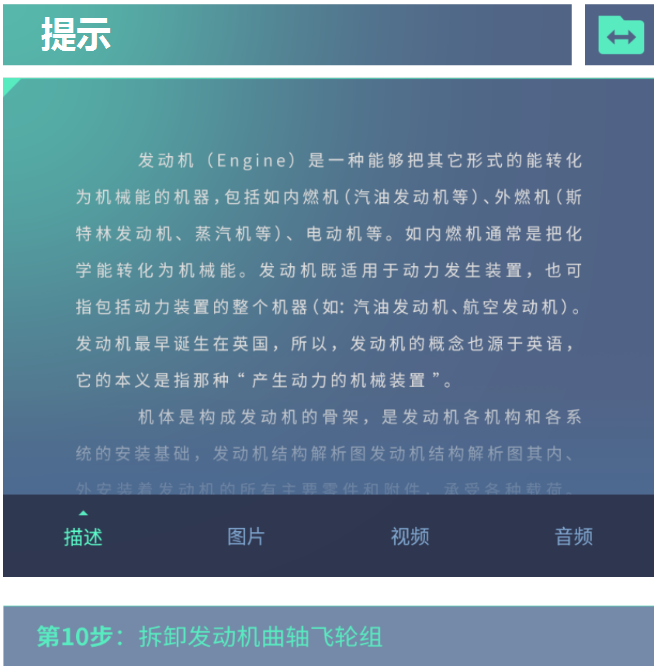 提示
发动机（Engine）是一种能够把其它形式的能转化
为机械能的机器,包括如内燃机(汽油发动机等)、外燃机(斯
特林发动机、蒸汽机等)、电动机等。如内燃机通常是把化
学能转化为机械能。发动机既适用于动力发生装置，也可
指包括动力装置的整个机器(如: 汽油发动机、航空发动机)。
发动机最早诞生在英国，所以，发动机的概念也源于英语，
它的本义是指那种“产生动力的机械装置”。
机体是构成发动机的骨架，是发动机各机构和各系
统的安装基础，发动机结构解析图发动机结构解析图其内、
外安装着发动机的所有主要零件和附件，承受各种载荷。
描述
图片
视频
音频
第10步：拆卸发动机曲轴飞轮组